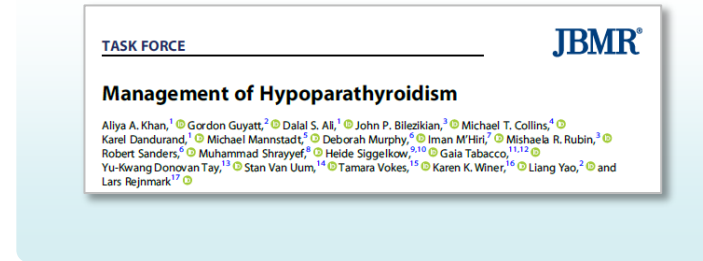 TASK FORCE
JBMR®
Management of Hypoparathyroidism
Aliya A. Khan,1 Gordon Guyatt,2 Dalal S. Ali,1 John P. Bilezikian,3 Michael T. Collins,4
Karel Dandurand,1 Michael Mannstadt,5 Deborah Murphy,6 Iman M'Hiri,7 Mishaela R. Rubin,3
Robert Sanders,6 Muhammad Shrayyef,8 Heide Siggelkow,9,10 Gaia Tabacco,11,12
Yu-Kwang Donovan Tay,13 Stan Van Uum,14 Tamara Vokes,15 Karen K. Winer,16 Liang Yao,2 and
Lars Rejnmark17